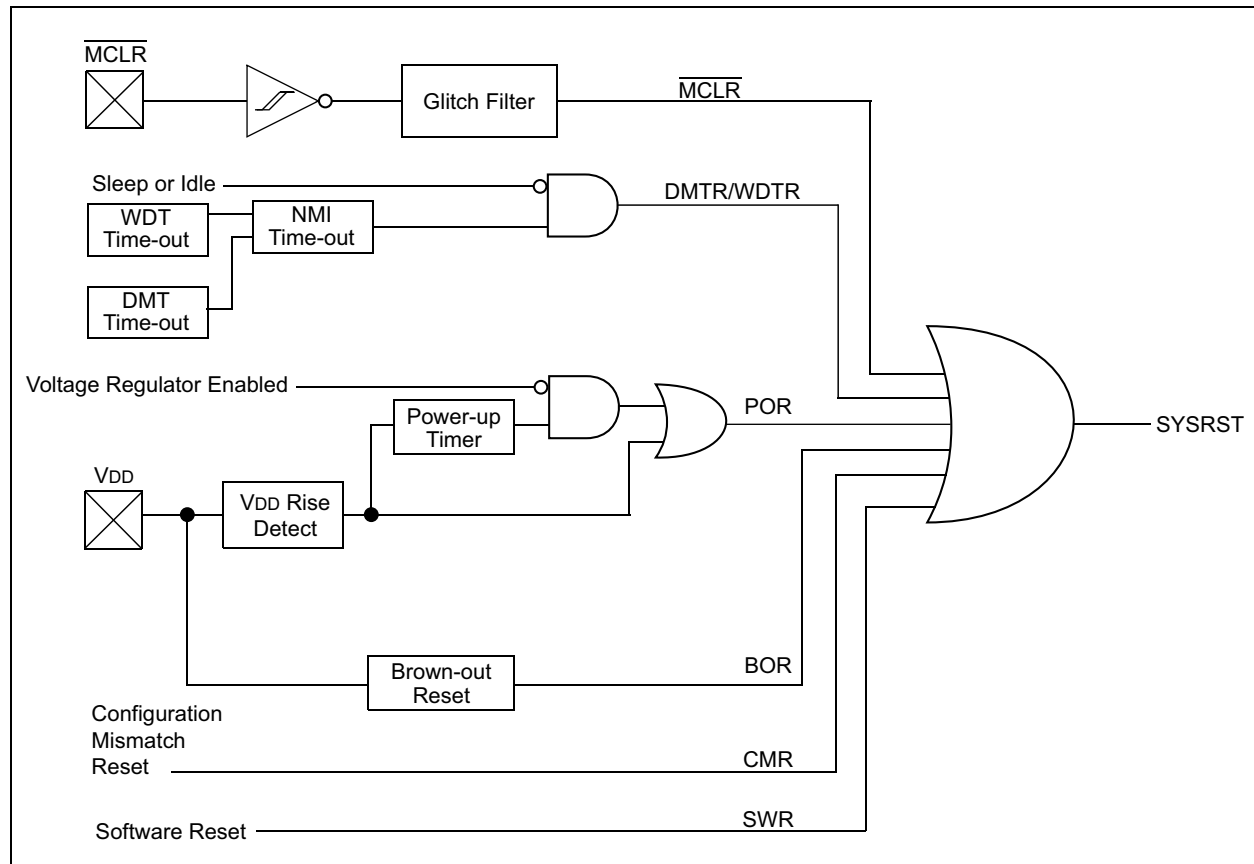 MCLR
Glitch Filter
MCLR
Sleep or Idle
DMTR/WDTR
WDT
Time-out
NMI
Time-out
DMT
Time-out
Voltage Regulator Enabled
Power-up
Timer
POR
SYSRST
VDD
VDD Rise
Detect
Brown-out
Reset
BOR
Configuration
Mismatch
Reset
CMR
Software Reset
SWR